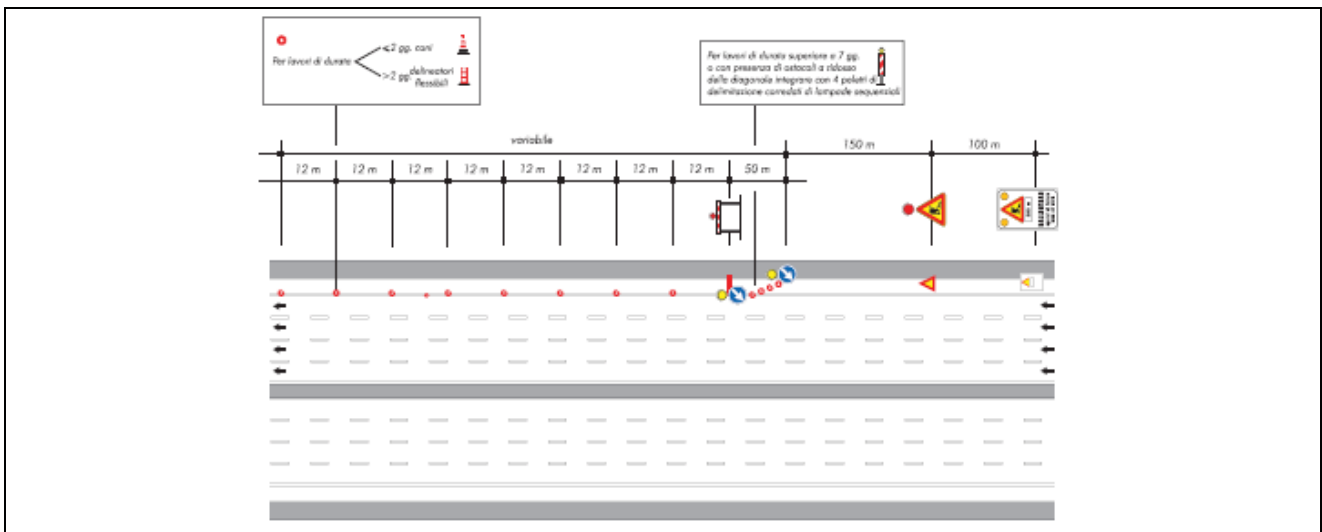 Per lavori di durata
≤2 gg. coni
>2 gg. delineatori
flessibili
Per lavori di durata superiore a 7 gg.
o con presenza di ostacoli a ridosso
della diagonale integrare con 4 paletti di
delimitazione corredati di lampade sequenziali
variabile
150 m
100 m
12 m
12 m
12 m
12 m
12 m
12 m
12 m
12 m
50 m